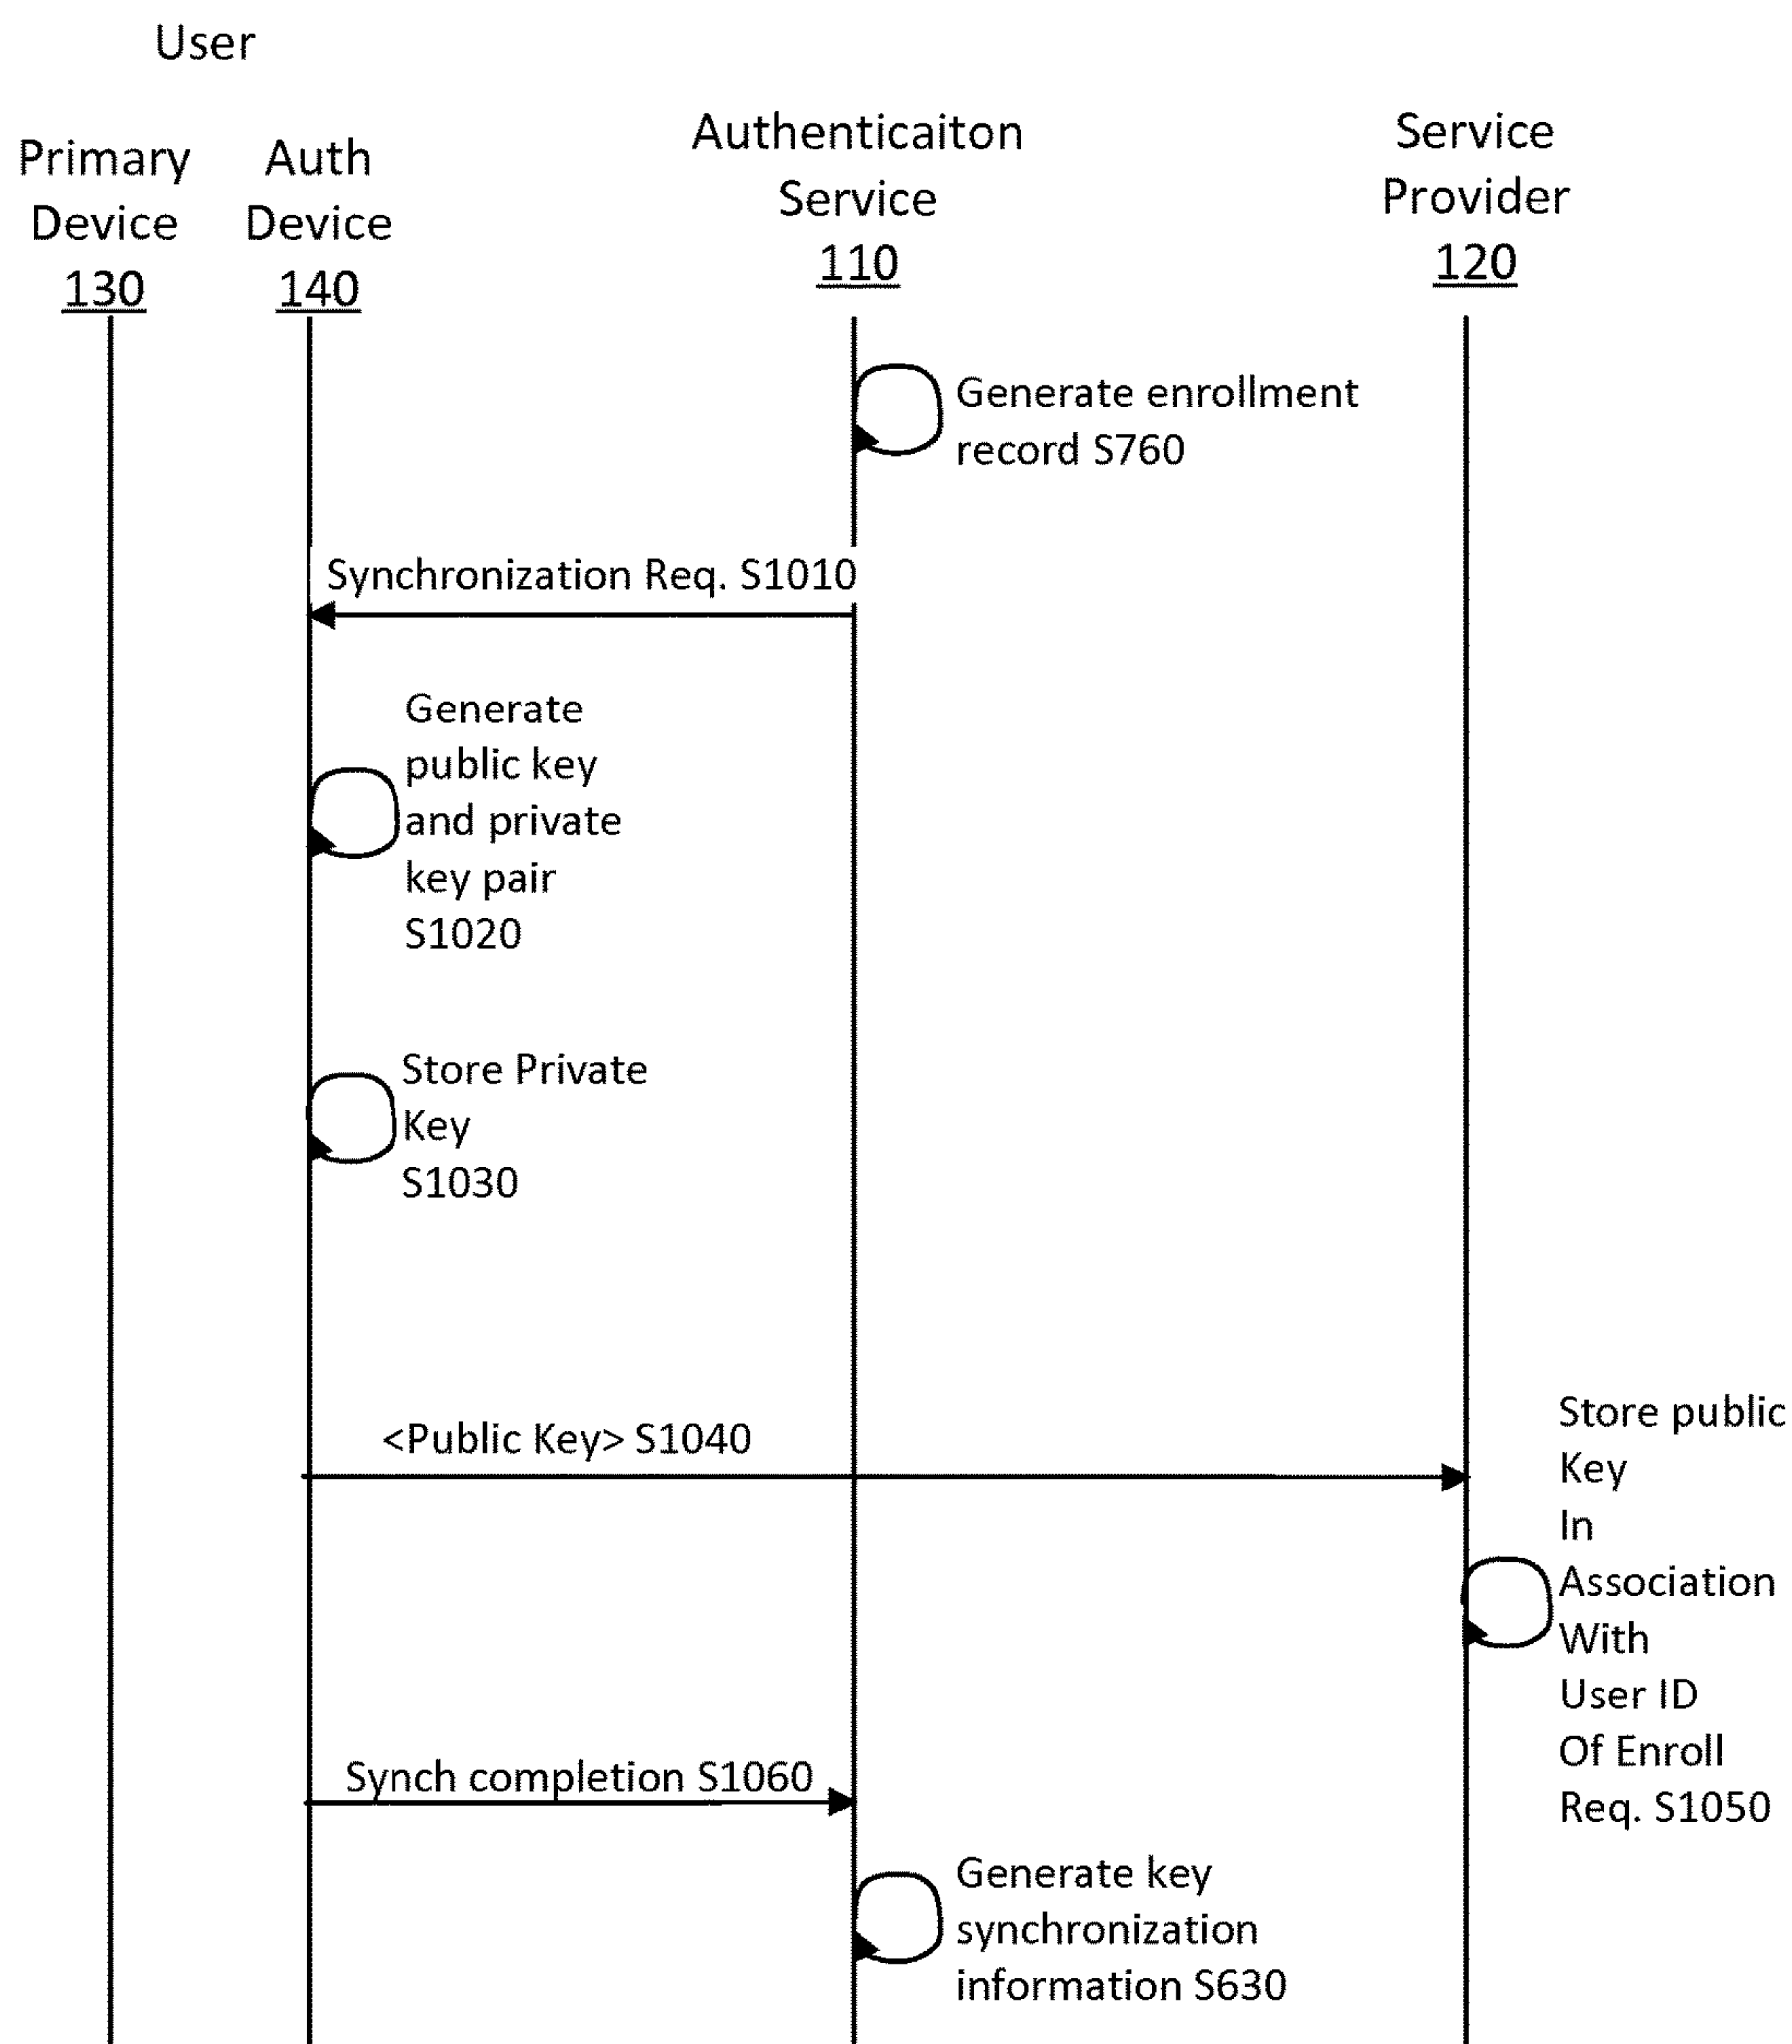 User
Primary
Device
130
Auth
Device
140
Authenticaiton
Service
110
Service
Provider
120
Generate enrollment
record S760
Synchronization Req. S1010
Generate
public key
and private
key pair
S1020
Store Private
Key
S1030
<Public Key> S1040
Store public
Key
In
Association
With
User ID
Of Enroll
Req. S1050
Synch completion S1060
Generate key
synchronization
information S630